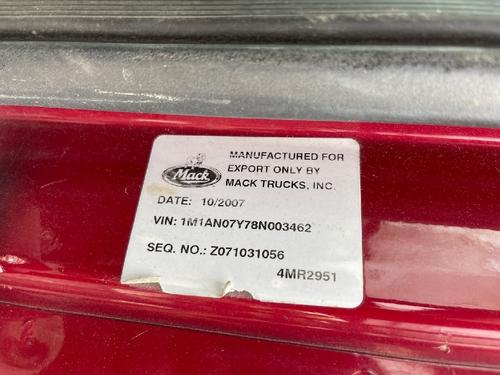 MANUFACTURED FOR
EXPORT ONLY BY
MACK TRUCKS, INC.
Mack
DATE: 10/2007
VIN: 1M1AN07Y78N003462
SEQ. NO.: Z071031056
4MR2951